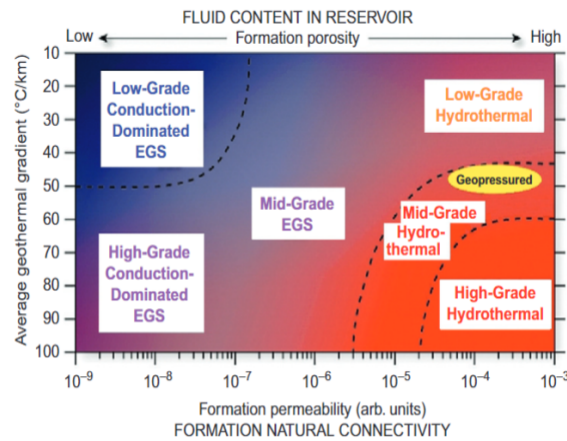 FLUID CONTENT IN RESERVOIR
Low Formation porosity High
Average geothermal gradient (°C/km)
10
20
30
40
50
60
70
80
90
100
Low-Grade
Conduction-
Dominated
EGS
Low-Grade
Hydrothermal
Geopressured
Mid-Grade
EGS
Mid-Grade
Hydro-
thermal
High-Grade
Conduction-
Dominated
EGS
High-Grade
Hydrothermal
10⁻⁹ 10⁻⁸ 10⁻⁷ 10⁻⁶ 10⁻⁵ 10⁻⁴ 10⁻³
Formation permeability (arb. units)
FORMATION NATURAL CONNECTIVITY